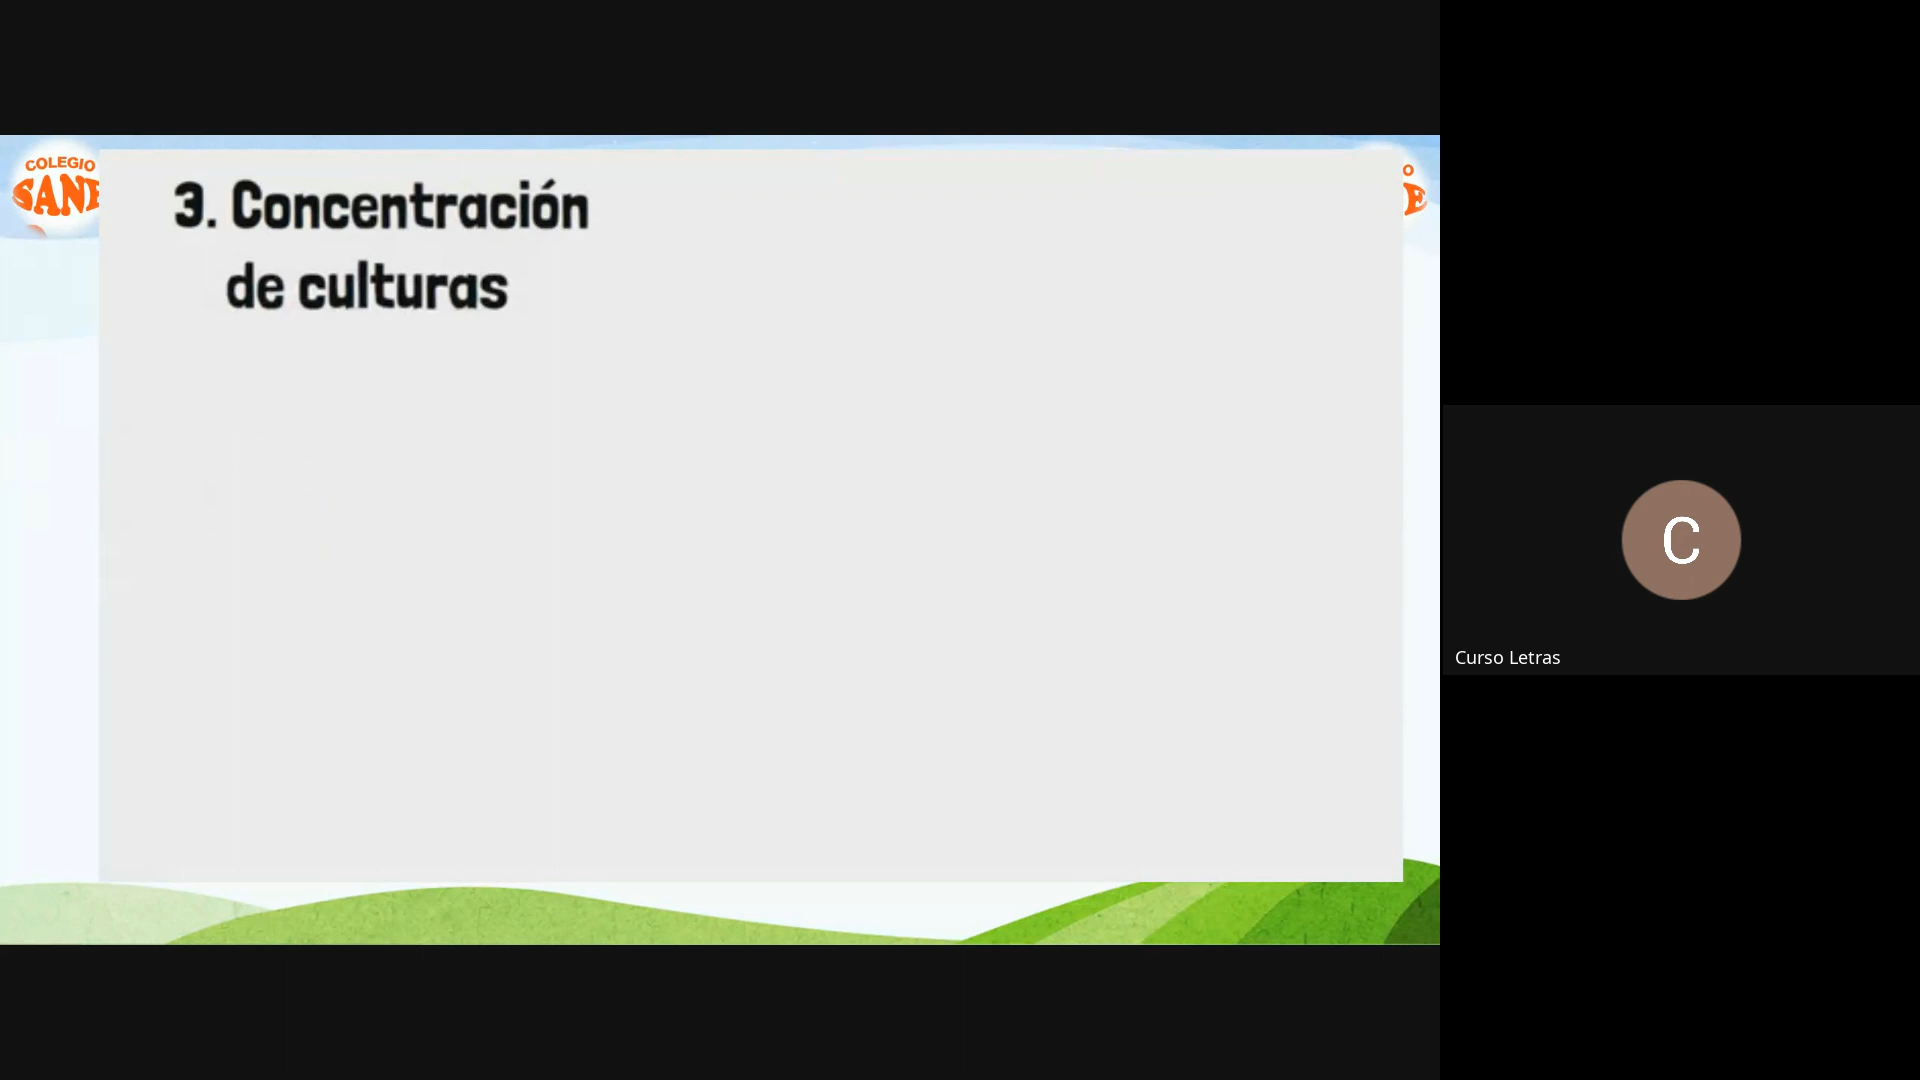 COLEGIO
3. Concentración
de culturas
C
Curso Letras